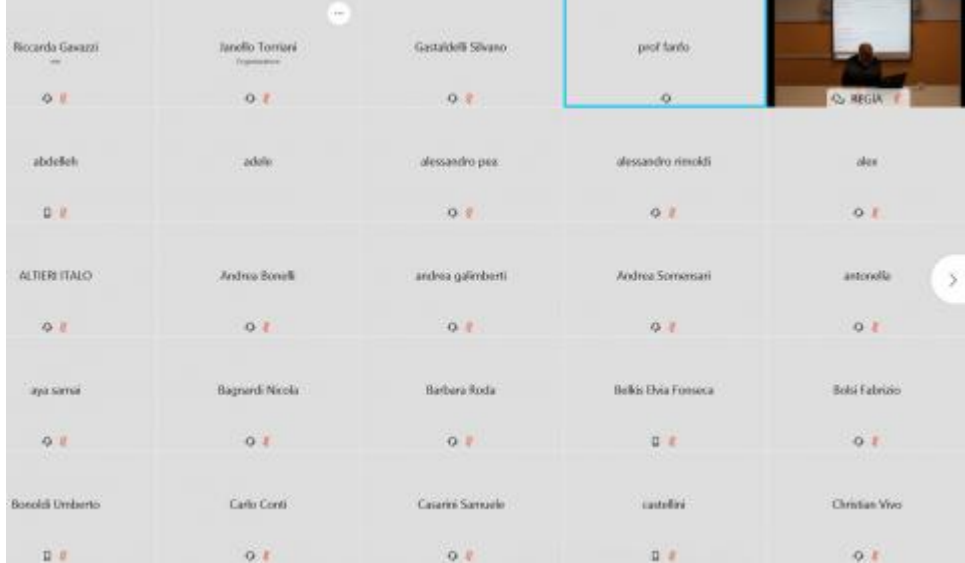 Riccarda Gavazzi
Janello Torriani
Organizzatore
Gastaldelli Silvano
prof fanfo
REGIA
abdelleh
adele
alessandro pea
alessandro rimoldi
alex
ALTIERI ITALO
Andrea Bonelli
andrea galimberti
Andrea Somensari
antonella
aya samai
Bagnardi Nicola
Barbara Roda
Belkis Elvia Fonseca
Bolsi Fabrizio
Bonoldi Umberto
Carlo Conti
Casarini Samuele
castellini
Christian Vivo